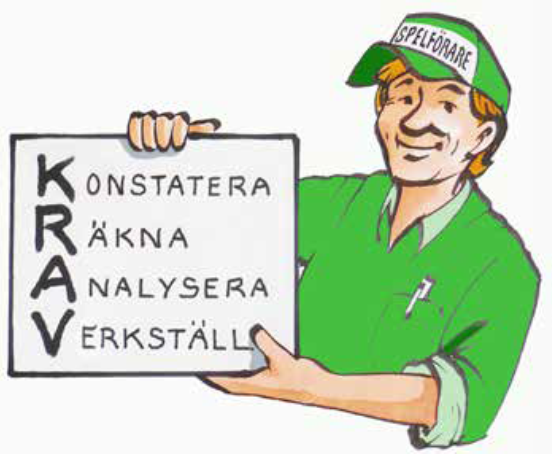 SPELFÖRARE
KONSTATERA
RÄKNA
ANALYSERA
VERKSTÄLL